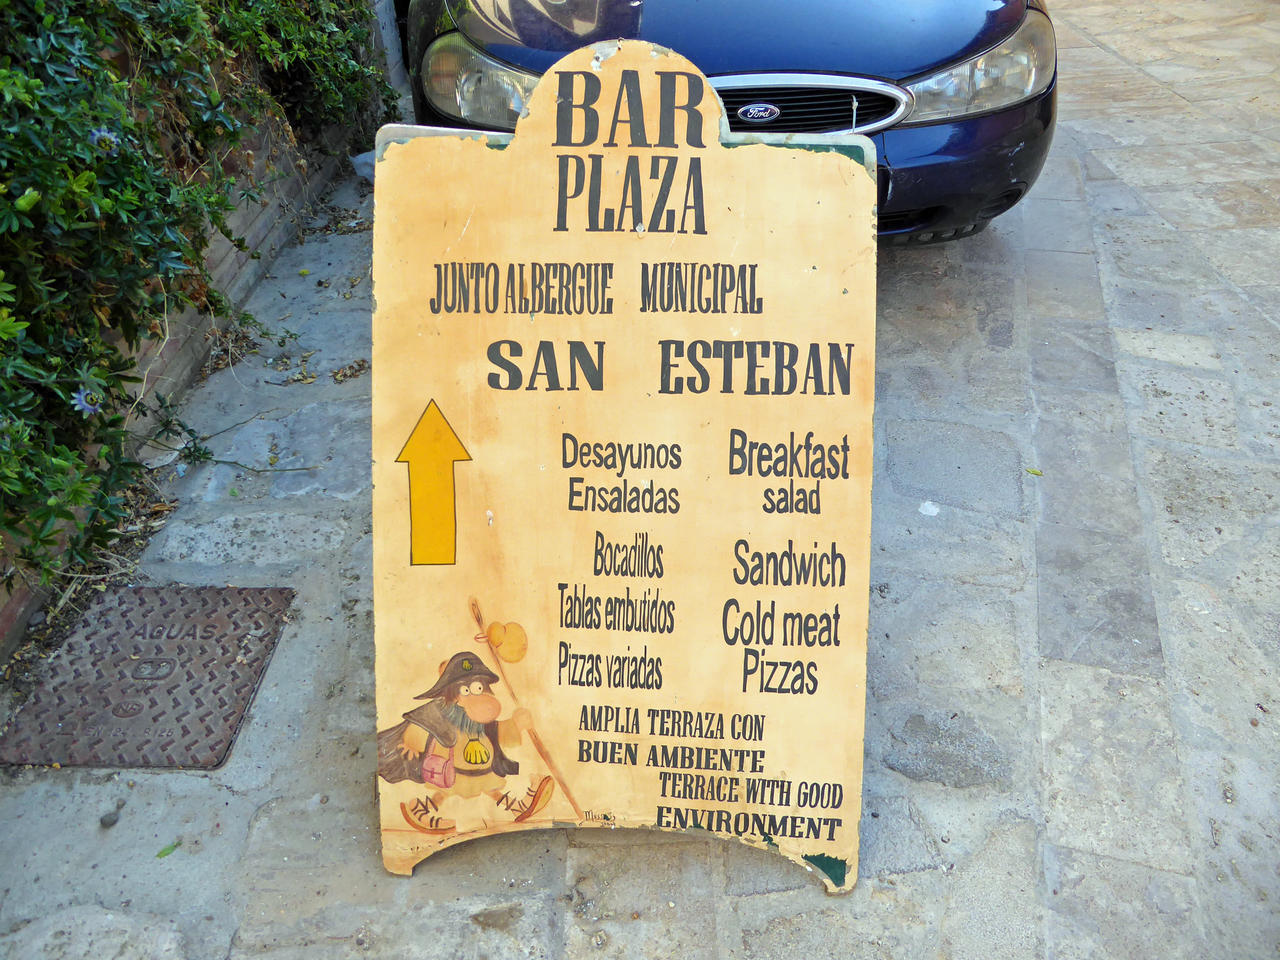 BAR
PLAZA
Ford
JUNTO ALBERGUE MUNICIPAL
SAN ESTEBAN
Desayunos Breakfast
Ensaladas salad
Bocadillos Sandwich
Tablas embutidos Cold meat
Pizzas variadas Pizzas
AMPLIA TERRAZA CON
BUEN AMBIENTE
TERRACE WITH GOOD
ENVIRONMENT
AGUAS